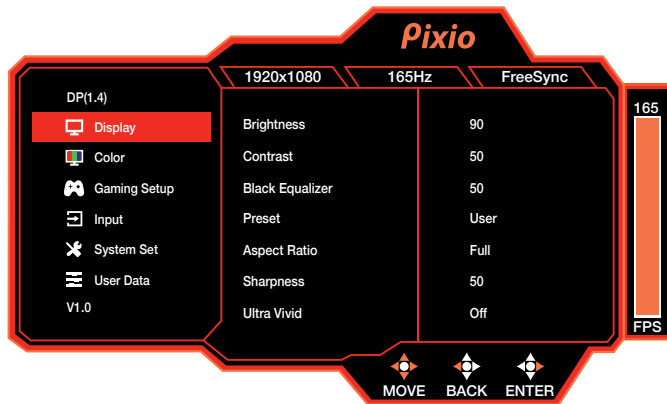 Pixio
1920x1080 165Hz FreeSync
DP(1.4)
Display
Color
Gaming Setup
Input
System Set
User Data
V1.0
Brightness 90
Contrast 50
Black Equalizer 50
Preset User
Aspect Ratio Full
Sharpness 50
Ultra Vivid Off
165
FPS
MOVE BACK ENTER